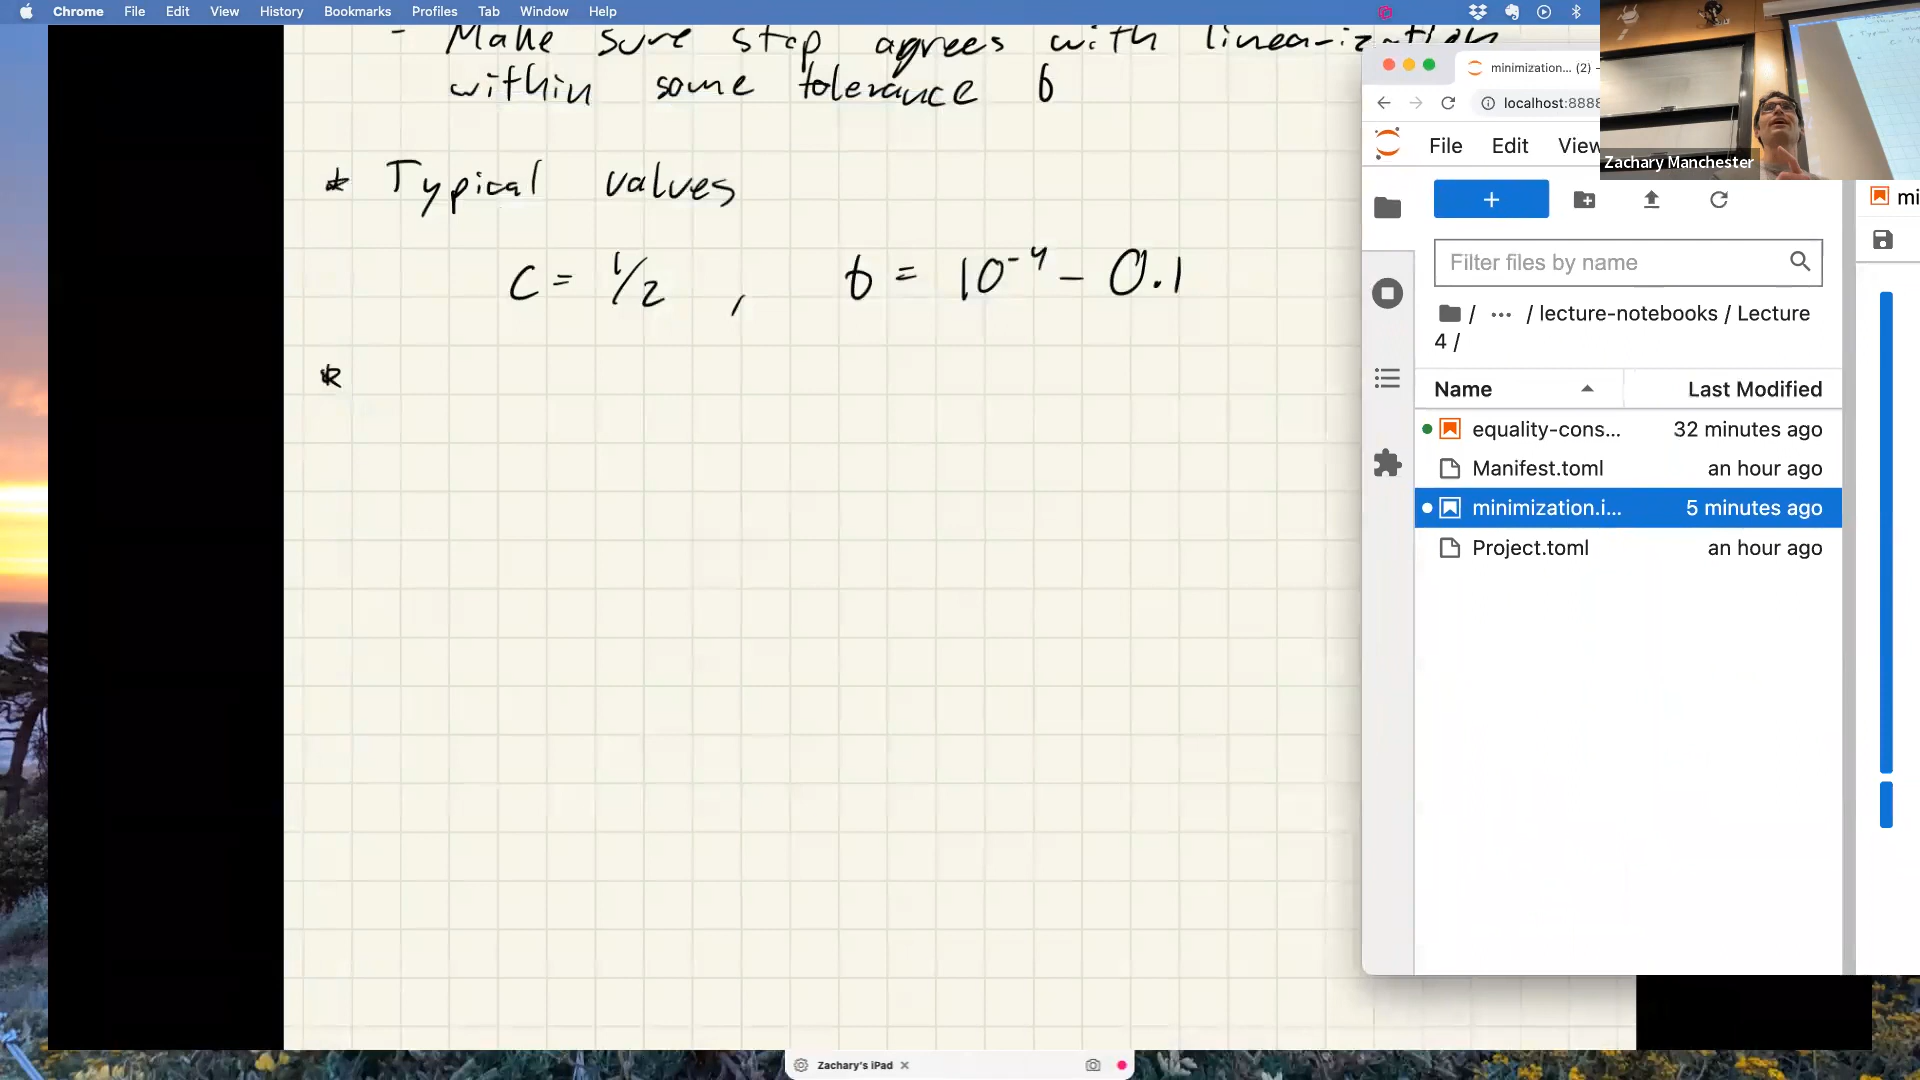 Chrome File Edit View History Bookmarks Profiles Tab Window Help
- Make sure step agrees with linearization
within some tolerance b
* Typical values
c = 1/2 , b = 10^-4 - 0.1
*
minimization... (2) -
localhost:8888
File Edit View
Zachary Manchester
+
mi
Filter files by name
/ ... / lecture-notebooks / Lecture
4 /
Name Last Modified
equality-cons... 32 minutes ago
Manifest.toml an hour ago
minimization.i... 5 minutes ago
Project.toml an hour ago
Zachary's iPad